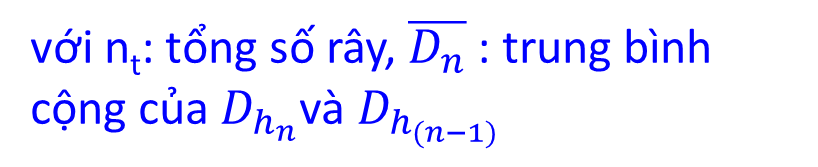 với nₜ: tổng số rây, $\overline{D_n}$ : trung bình
cộng của $D_{h_n}$ và $D_{h_{(n-1)}}$